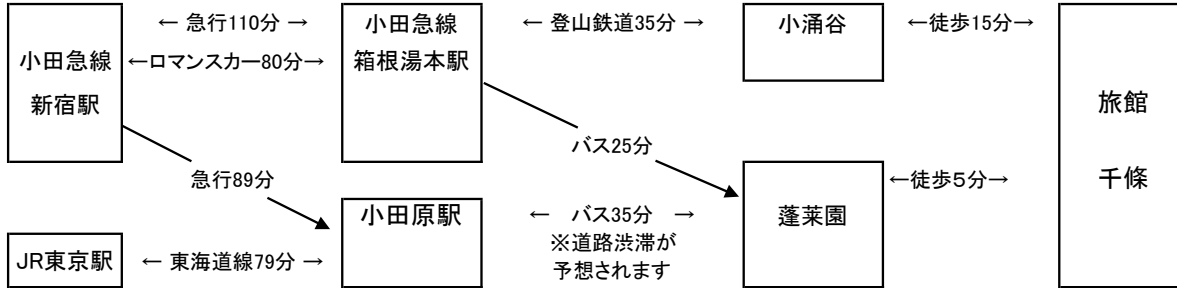 ← 急行110分 →
小田急線
新宿駅
←ロマンスカー80分→
小田急線
箱根湯本駅
← 登山鉄道35分 →
小涌谷
←徒歩15分→
旅館
千條
急行89分
バス25分
蓬莱園
←徒歩５分→
小田原駅
← バス35分 →
※道路渋滞が
予想されます
JR東京駅
← 東海道線79分 →